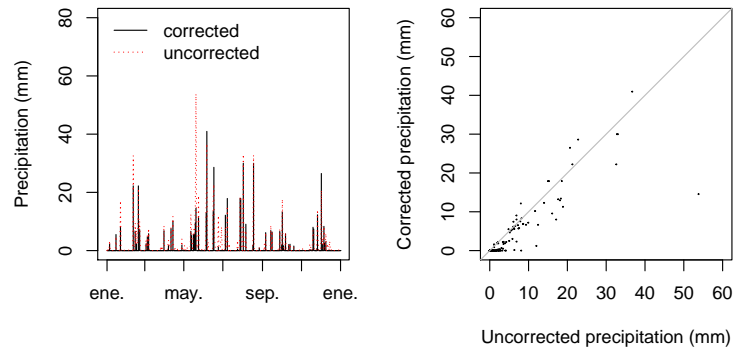 Precipitation (mm)
80
60
40
20
0
corrected
uncorrected
ene.
may.
sep.
ene.
Corrected precipitation (mm)
60
50
40
30
20
10
0
0 10 20 30 40 50 60
Uncorrected precipitation (mm)